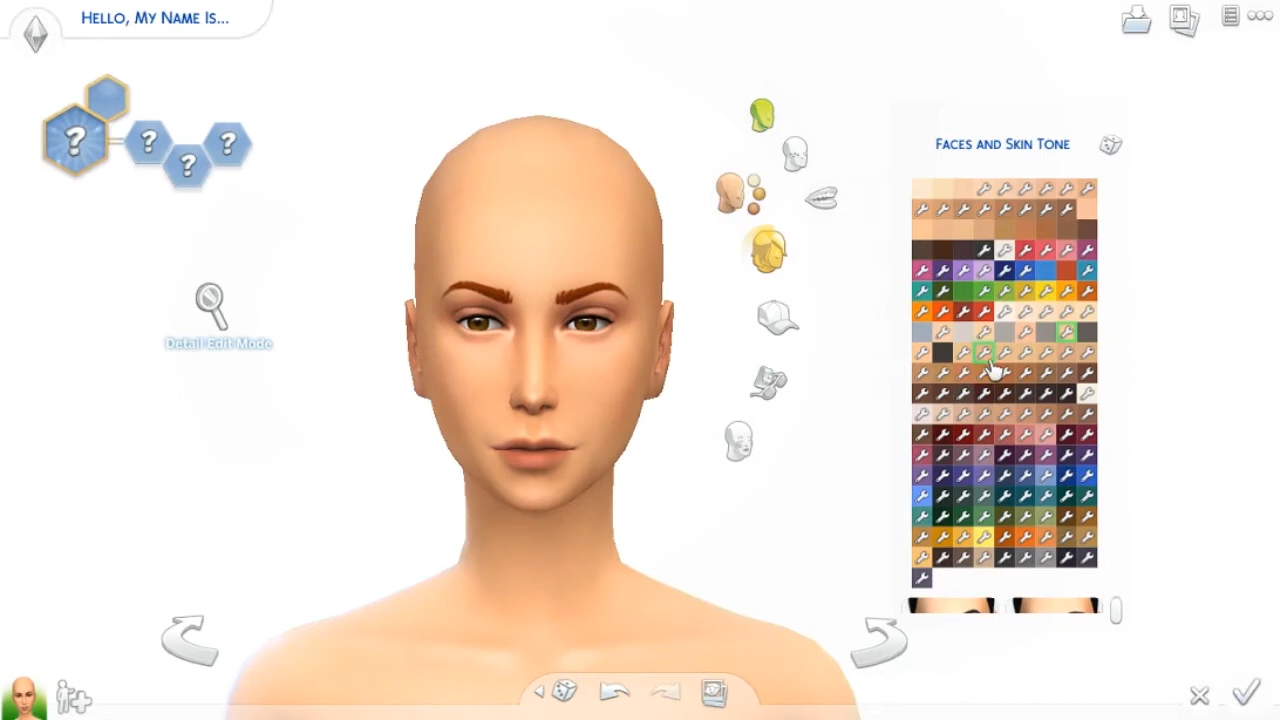 Hello, My Name Is...
? ? ? ?
Faces and Skin Tone
Detail Edit Mode